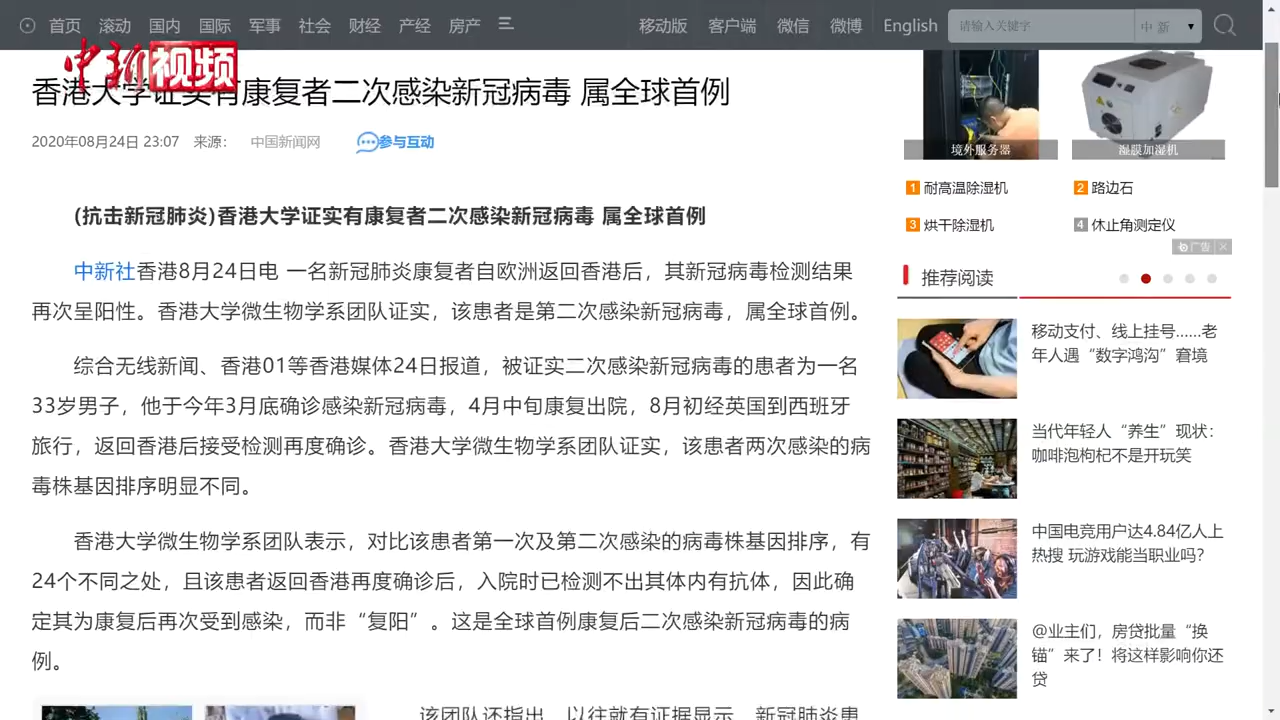 首页 滚动 国内 国际 军事 社会 财经 产经 房产 移动版 客户端 微信 微博 English 请输入关键字 中新
中新视频
香港大学证实有康复者二次感染新冠病毒 属全球首例
2020年08月24日 23:07 来源： 中国新闻网 参与互动
(抗击新冠肺炎)香港大学证实有康复者二次感染新冠病毒 属全球首例
中新社香港8月24日电 一名新冠肺炎康复者自欧洲返回香港后，其新冠病毒检测结果
再次呈阳性。香港大学微生物学系团队证实，该患者是第二次感染新冠病毒，属全球首例。
综合无线新闻、香港01等香港媒体24日报道，被证实二次感染新冠病毒的患者为一名
33岁男子，他于今年3月底确诊感染新冠病毒，4月中旬康复出院，8月初经英国到西班牙
旅行，返回香港后接受检测再度确诊。香港大学微生物学系团队证实，该患者两次感染的病
毒株基因排序明显不同。
香港大学微生物学系团队表示，对比该患者第一次及第二次感染的病毒株基因排序，有
24个不同之处，且该患者返回香港再度确诊后，入院时已检测不出其体内有抗体，因此确
定其为康复后再次受到感染，而非“复阳”。这是全球首例康复后二次感染新冠病毒的病
例。
该团队还指出，以往就有证据显示，新冠肺炎患
境外服务器 湿膜加湿机
1 耐高温除湿机 2 路边石
3 烘干除湿机 4 休止角测定仪
广告
推荐阅读
移动支付、线上挂号……老
年人遇“数字鸿沟”窘境
当代年轻人“养生”现状：
咖啡泡枸杞不是开玩笑
中国电竞用户达4.84亿人上
热搜 玩游戏能当职业吗？
@业主们，房贷批量“换
锚”来了！将这样影响你还
贷